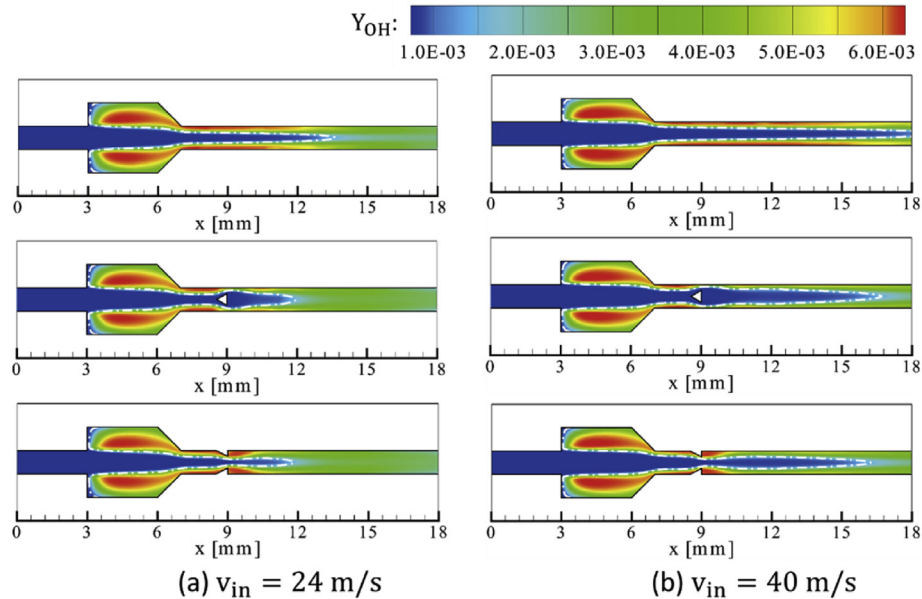 Y_OH:
1.0E-03 2.0E-03 3.0E-03 4.0E-03 5.0E-03 6.0E-03
0 3 6 9 12 15 18
x [mm]
0 3 6 9 12 15 18
x [mm]
0 3 6 9 12 15 18
x [mm]
(a) v_in = 24 m/s
0 3 6 9 12 15 18
x [mm]
0 3 6 9 12 15 18
x [mm]
0 3 6 9 12 15 18
x [mm]
(b) v_in = 40 m/s